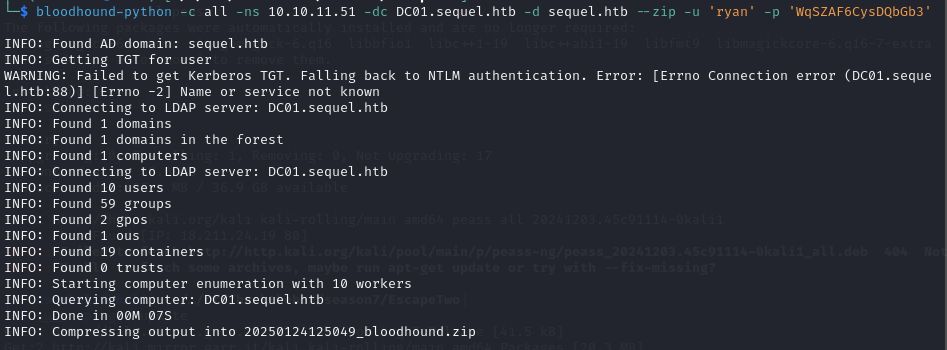 └─$ bloodhound-python -c all -ns 10.10.11.51 -dc DC01.sequel.htb -d sequel.htb --zip -u 'ryan' -p 'WqSZAF6CysDQbGb3'
INFO: Found AD domain: sequel.htb
INFO: Getting TGT for user
WARNING: Failed to get Kerberos TGT. Falling back to NTLM authentication. Error: [Errno Connection error (DC01.seque
l.htb:88)] [Errno -2] Name or service not known
INFO: Connecting to LDAP server: DC01.sequel.htb
INFO: Found 1 domains
INFO: Found 1 domains in the forest
INFO: Found 1 computers
INFO: Connecting to LDAP server: DC01.sequel.htb
INFO: Found 10 users
INFO: Found 59 groups
INFO: Found 2 gpos
INFO: Found 1 ous
INFO: Found 19 containers
INFO: Found 0 trusts
INFO: Starting computer enumeration with 10 workers
INFO: Querying computer: DC01.sequel.htb
INFO: Done in 00M 07S
INFO: Compressing output into 20250124125049_bloodhound.zip